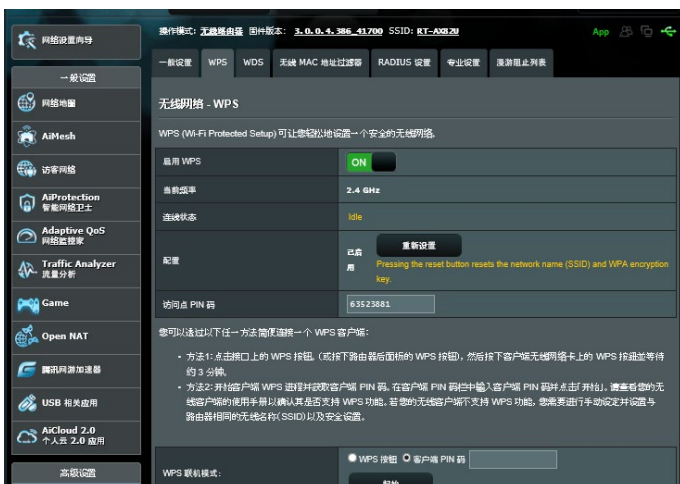 操作模式: 无线路由器 固件版本: 3.0.0.4.386_41700 SSID: RT-AX82U
App
网络设置向导
一般设置
网络地图
AiMesh
访客网络
AiProtection
智能网络卫士
Adaptive QoS
网络监控家
Traffic Analyzer
流量分析
Game
Open NAT
腾讯网游加速器
USB 相关应用
AiCloud 2.0
个人云 2.0 应用
高级设置
一般设置 WPS WDS 无线 MAC 地址过滤器 RADIUS 设置 专业设置 漫游阻止列表
无线网络 - WPS
WPS (Wi-Fi Protected Setup) 可让您轻松地设置一个安全的无线网络.
启用 WPS ON
当前频率 2.4 GHz
连线状态 Idle
配置 已启用 重新设置
Pressing the reset button resets the network name (SSID) and WPA encryption
key.
访问点 PIN 码 63523881
您可以透过以下任一方法简便连接一个 WPS 客户端:
• 方法1:点击接口上的 WPS 按钮, (或按下路由器后面板的 WPS 按钮), 然后按下客户端无线网络卡上的 WPS 按钮並等待
约 3 分钟。
• 方法2:开始客户端 WPS 进程并获取客户端 PIN 码。在客户端 PIN 码栏中输入客户端 PIN 码并点击「开始」。请查看您的无
线客户端的使用手册以确认其是否支持 WPS 功能. 若您的无线客户端不支持 WPS 功能, 您需要进行手动设定并设置与
路由器相同的无线名称(SSID)以及安全设置。
WPS 联机模式: WPS 按钮 客户端 PIN 码